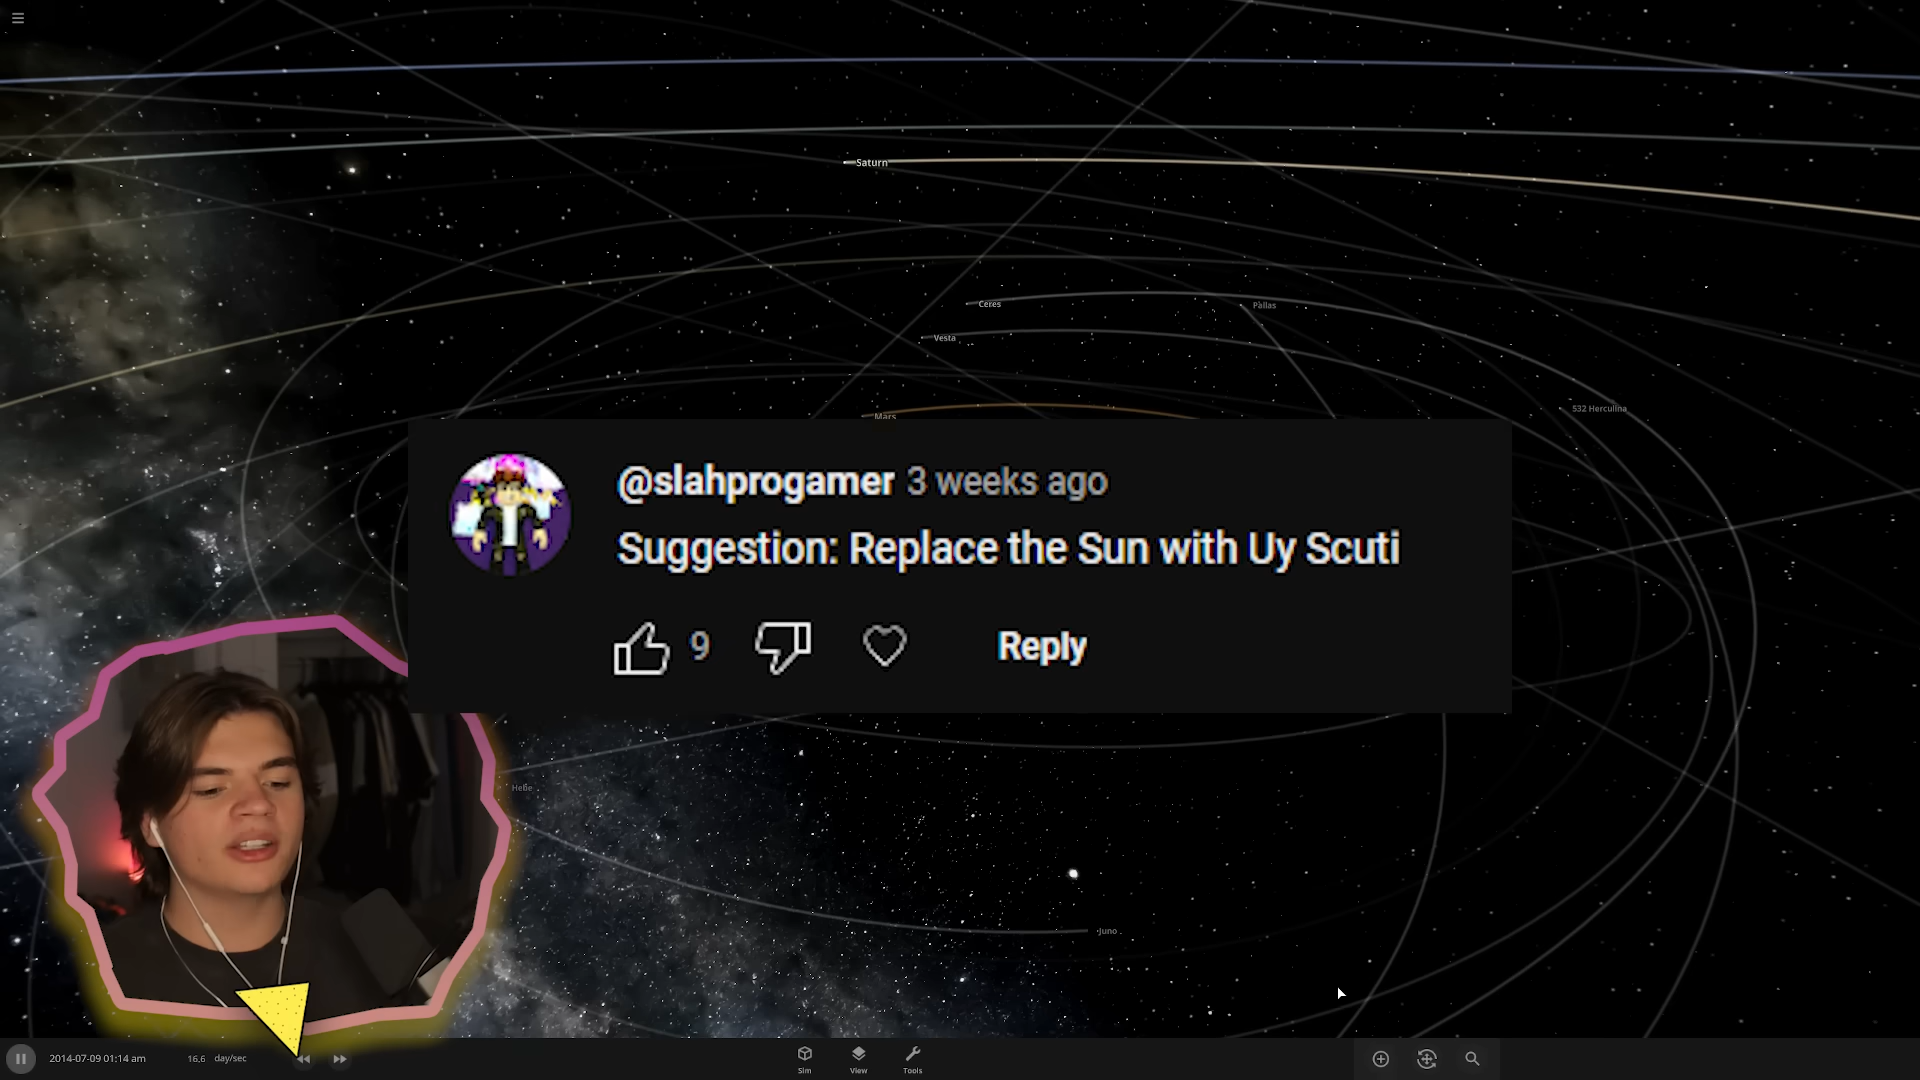 Saturn
Ceres
Pallas
Vesta
532 Herculina
Mars
@slahprogamer 3 weeks ago
Suggestion: Replace the Sun with Uy Scuti
9
Reply
Hebe
Juno
2014-07-09 01:14 am
16.6 day/sec
Sim
View
Tools